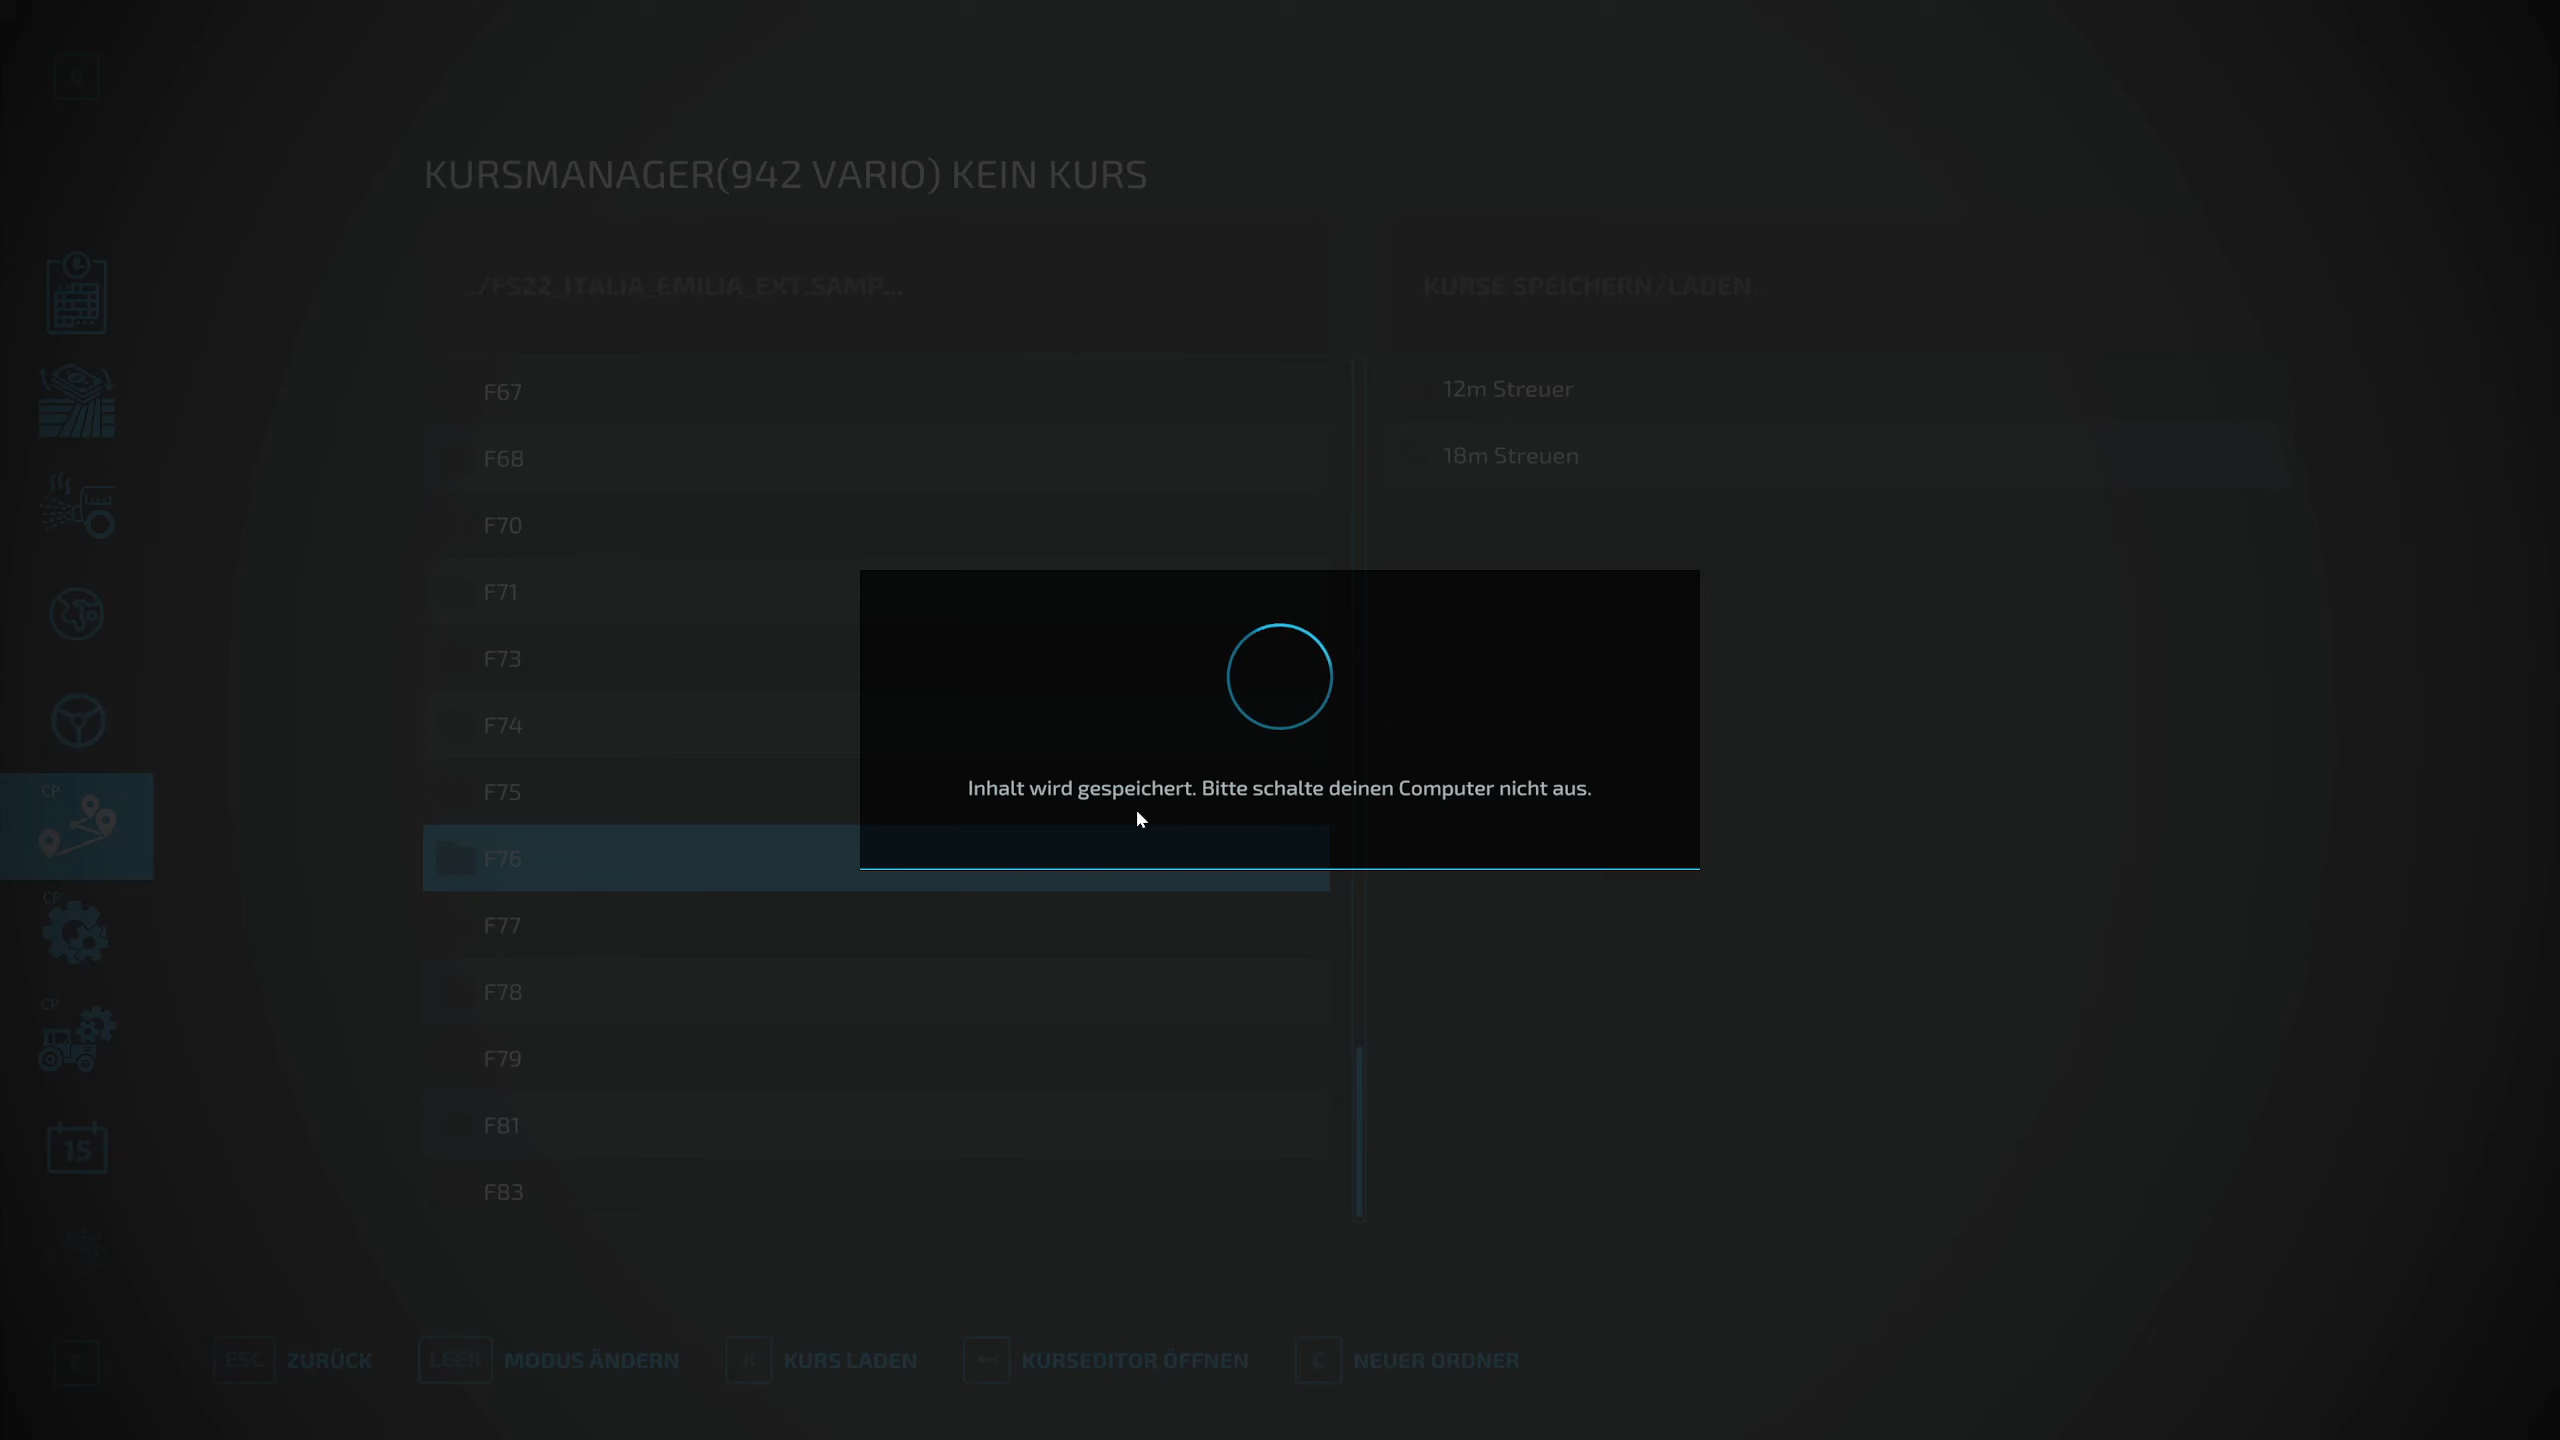 Q
KURSMANAGER(942 VARIO) KEIN KURS
../FS22_ITALIA_EMILIA_EXT.SAMP...
KURSE SPEICHERN/LADEN.
F67
F68
F70
F71
F73
F74
F75
F76
F77
F78
F79
F81
F83
12m Streuer
18m Streuen
Inhalt wird gespeichert. Bitte schalte deinen Computer nicht aus.
CP
CP
CP
15
E
ESC ZURÜCK
LEER MODUS ÄNDERN
X KURS LADEN
KURSEDITOR ÖFFNEN
C NEUER ORDNER